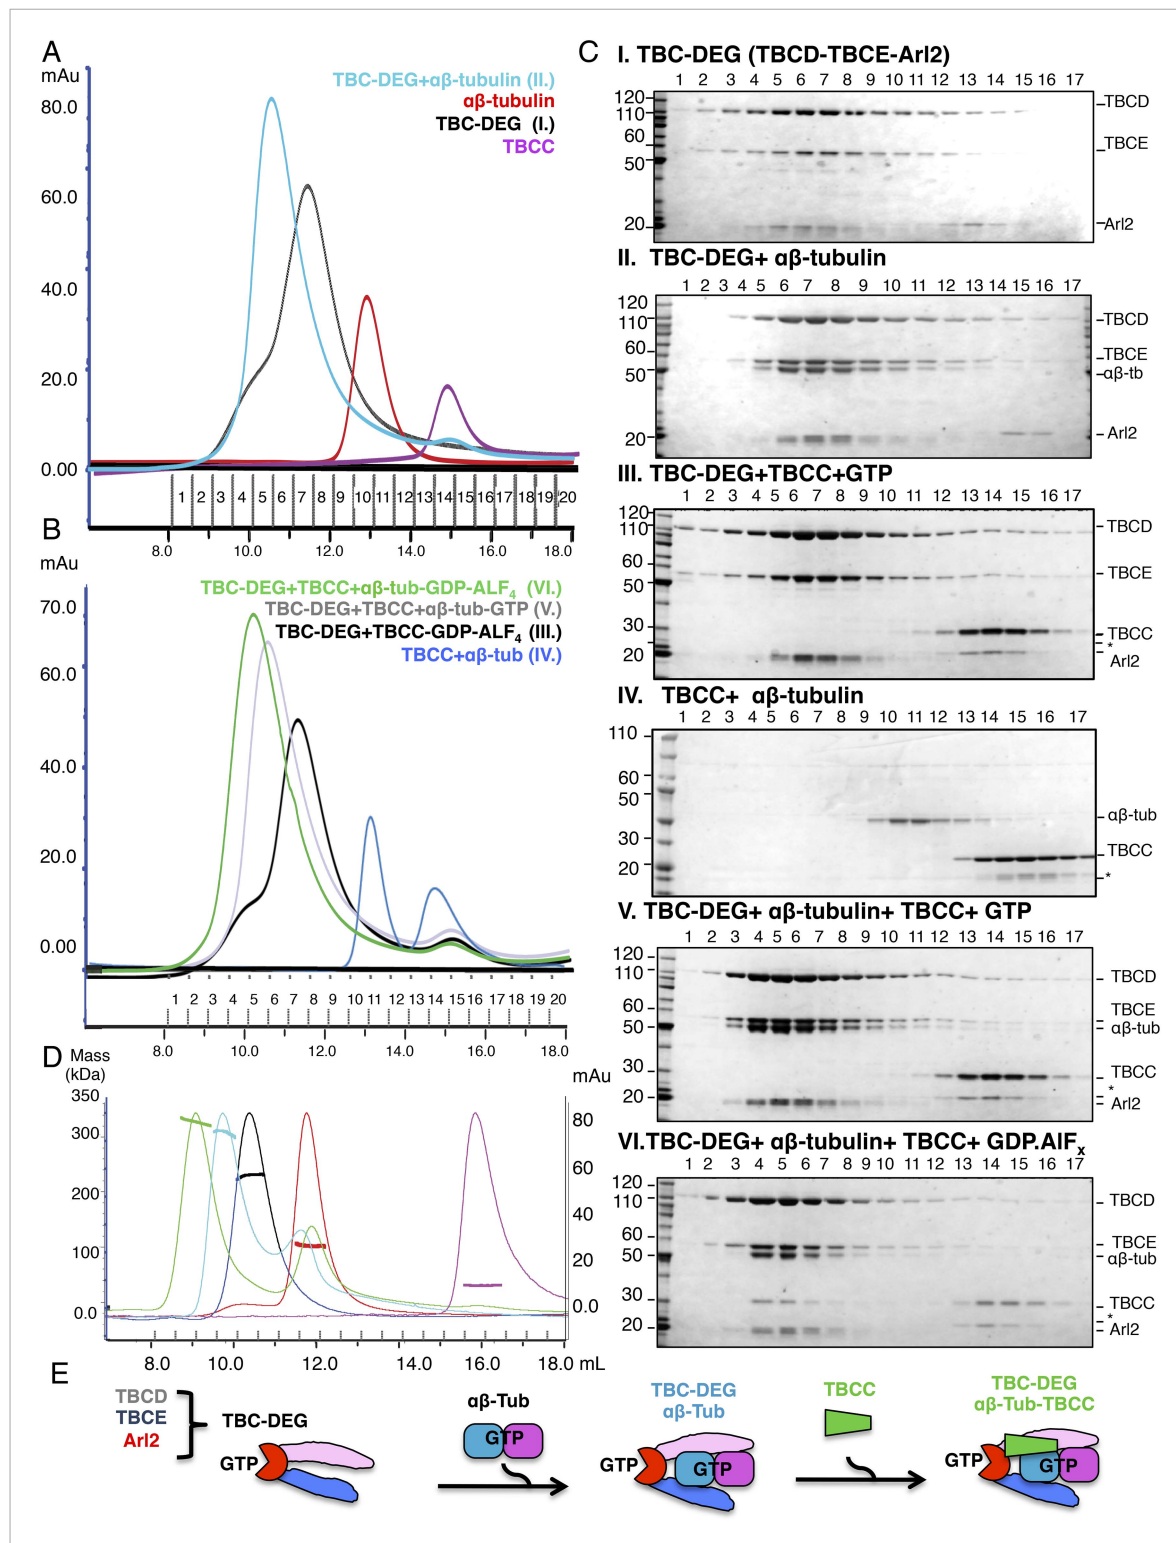 A
mAu
80.0
60.0
40.0
20.0
0.00
TBC-DEG+αβ-tubulin (II.)
αβ-tubulin
TBC-DEG (I.)
TBCC
1 2 3 4 5 6 7 8 9 10 11 12 13 14 15 16 17 18 19 20
8.0 10.0 12.0 14.0 16.0 18.0
B
mAu
70.0
60.0
40.0
20.0
0.00
TBC-DEG+TBCC+αβ-tub-GDP-ALF4 (VI.)
TBC-DEG+TBCC+αβ-tub-GTP (V.)
TBC-DEG+TBCC-GDP-ALF4 (III.)
TBCC+αβ-tub (IV.)
1 2 3 4 5 6 7 8 9 10 11 12 13 14 15 16 17 18 19 20
8.0 10.0 12.0 14.0 16.0 18.0
C
I. TBC-DEG (TBCD-TBCE-Arl2)
1 2 3 4 5 6 7 8 9 10 11 12 13 14 15 16 17
120
110
60
50
20
TBCD
TBCE
Arl2
II. TBC-DEG+ αβ-tubulin
1 2 3 4 5 6 7 8 9 10 11 12 13 14 15 16 17
120
110
60
50
20
TBCD
TBCE
αβ-tb
Arl2
III. TBC-DEG+TBCC+GTP
1 2 3 4 5 6 7 8 9 10 11 12 13 14 15 16 17
120
110
60
50
30
20
TBCD
TBCE
TBCC
*
Arl2
IV. TBCC+ αβ-tubulin
1 2 3 4 5 6 7 8 9 10 11 12 13 14 15 16 17
110
60
50
30
20
αβ-tub
TBCC
*
V. TBC-DEG+ αβ-tubulin+ TBCC+ GTP
1 2 3 4 5 6 7 8 9 10 11 12 13 14 15 16 17
120
110
60
50
30
20
TBCD
TBCE
αβ-tub
TBCC
*
Arl2
VI.TBC-DEG+ αβ-tubulin+ TBCC+ GDP.AlFx
1 2 3 4 5 6 7 8 9 10 11 12 13 14 15 16 17
120
110
60
50
30
20
TBCD
TBCE
αβ-tub
TBCC
*
Arl2
D
Mass
(kDa)
350
300
200
100
0.0
mAu
80
60
40
20
0.0
8.0 10.0 12.0 14.0 16.0 18.0 mL
E
TBCD
TBCE
Arl2
TBC-DEG
GTP
αβ-Tub
GTP
TBC-DEG
αβ-Tub
GTP
GTP
TBCC
TBC-DEG
αβ-Tub-TBCC
GTP
GTP